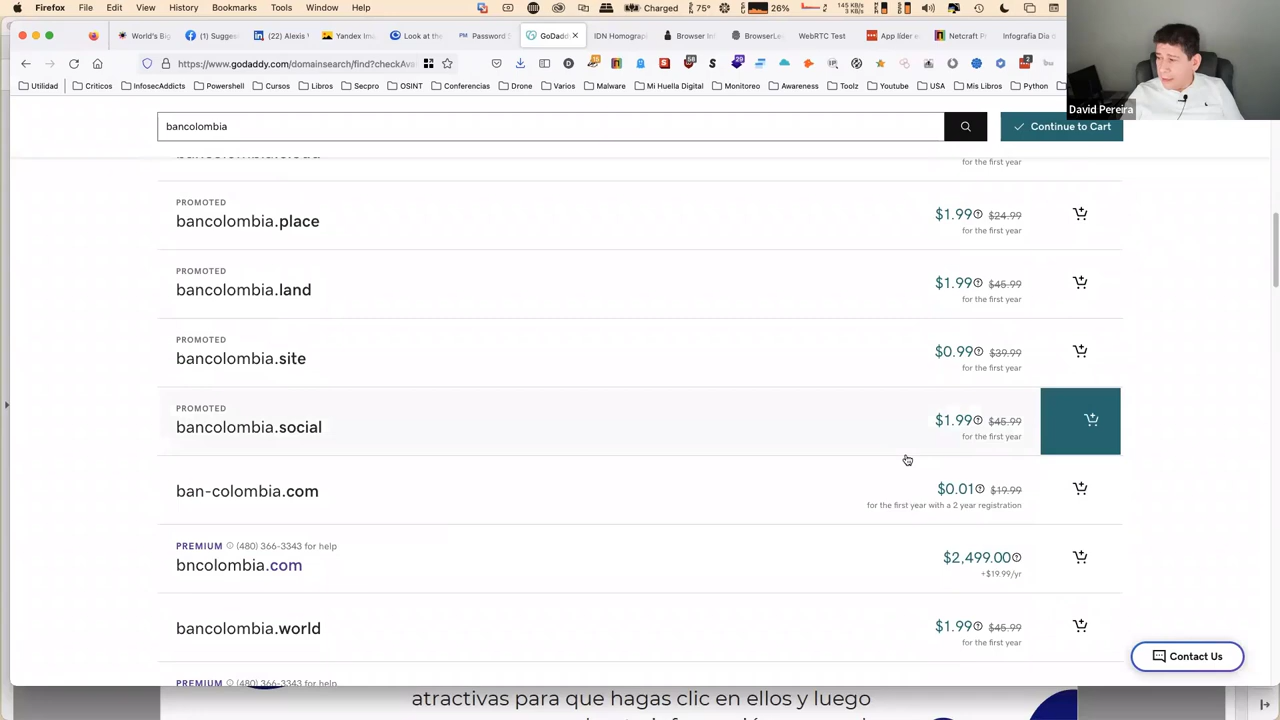 Firefox File Edit View History Bookmarks Tools Window Help Charged 75° 26% 145 KB 3 KB/s
World's Big (1) Suggest (22) Alexis Yandex Im Look at the Password GoDadd IDN Homograp Browser In BrowserLea WebRTC Test App líder e Netcraft P Infografia Dia d
https://www.godaddy.com/domainsearch/find?checkAva
Utilidad Criticos InfosecAddicts Powershell Cursos Libros Secpro OSINT Conferencias Drone Varios Malware Mi Huella Digital Monitoreo Awareness Toolz Youtube USA Mis Libros Python
David Pereira
bancolombia Continue to Cart
for the first year
PROMOTED
bancolombia.place $1.99 $24.99
for the first year
PROMOTED
bancolombia.land $1.99 $45.99
for the first year
PROMOTED
bancolombia.site $0.99 $39.99
for the first year
PROMOTED
bancolombia.social $1.99 $45.99
for the first year
ban-colombia.com $0.01 $19.99
for the first year with a 2 year registration
PREMIUM (480) 366-3343 for help
bncolombia.com $2,499.00
+$19.99/yr
bancolombia.world $1.99 $45.99
for the first year
Contact Us
PREMIUM (480) 366-3343 for help
atractivas para que hagas clic en ellos y luego